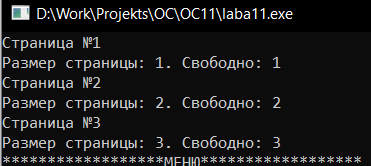 D:\Work\Projekts\OC\OC11\laba11.exe
Страница №1
Размер страницы: 1. Свободно: 1
Страница №2
Размер страницы: 2. Свободно: 2
Страница №3
Размер страницы: 3. Свободно: 3
******************МЕНЮ******************